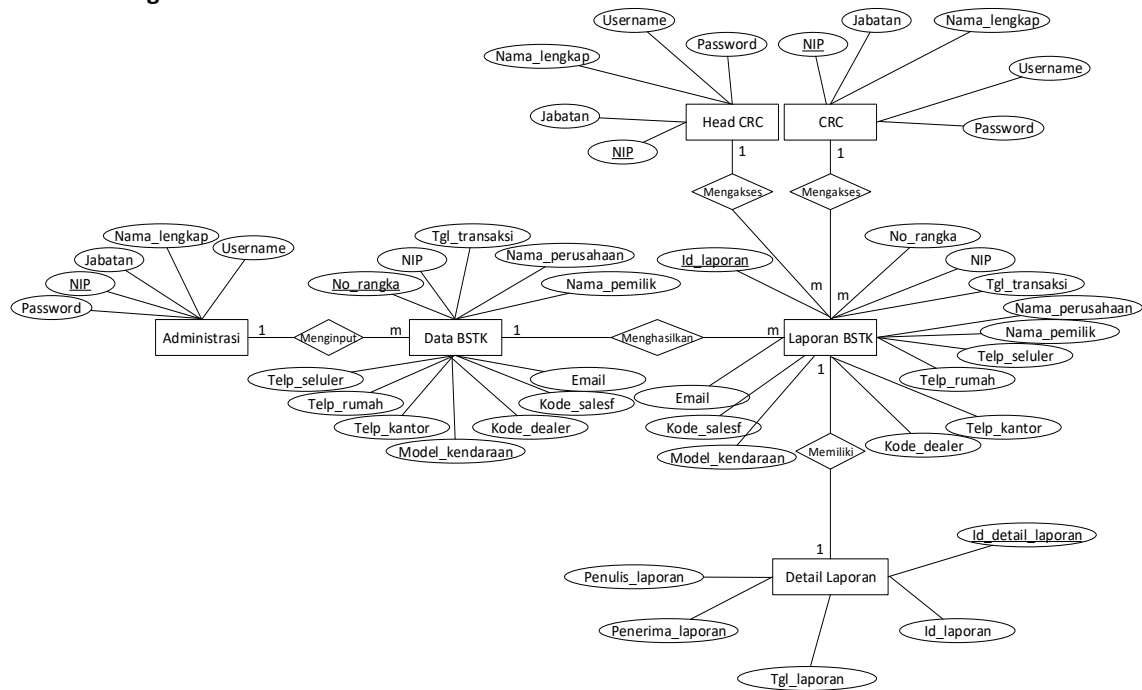 Username
Password
Nama_lengkap
Jabatan
NIP
Head CRC
NIP
Jabatan
Nama_lengkap
Username
Password
CRC
1
1
Mengakses
Mengakses
m
m
Nama_lengkap
Username
Jabatan
NIP
Password
Administrasi
1
Menginput
m
Tgl_transaksi
NIP
Nama_perusahaan
No_rangka
Nama_pemilik
Data BSTK
1
Menghasilkan
m
Telp_seluler
Telp_rumah
Telp_kantor
Model_kendaraan
Kode_dealer
Kode_salesf
Email
Id_laporan
No_rangka
NIP
Tgl_transaksi
Nama_perusahaan
Nama_pemilik
Telp_seluler
Telp_rumah
Laporan BSTK
1
Email
Kode_salesf
Model_kendaraan
Telp_kantor
Kode_dealer
Memiliki
1
Detail Laporan
Id_detail_laporan
Penulis_laporan
Penerima_laporan
Id_laporan
Tgl_laporan